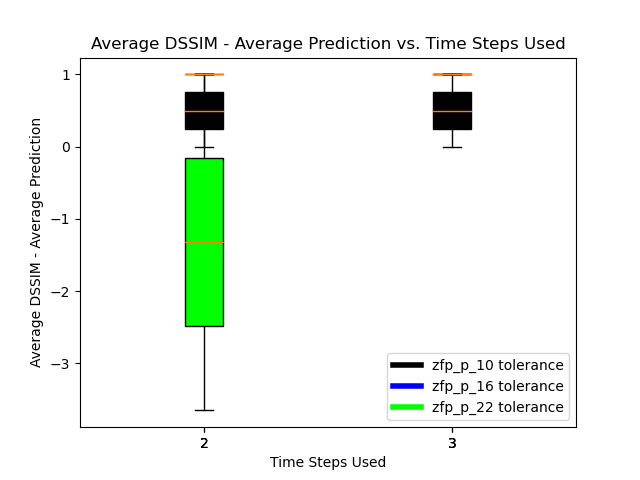 Average DSSIM - Average Prediction vs. Time Steps Used
Average DSSIM - Average Prediction
1
0
−1
−2
−3
2
3
Time Steps Used
zfp_p_10 tolerance
zfp_p_16 tolerance
zfp_p_22 tolerance